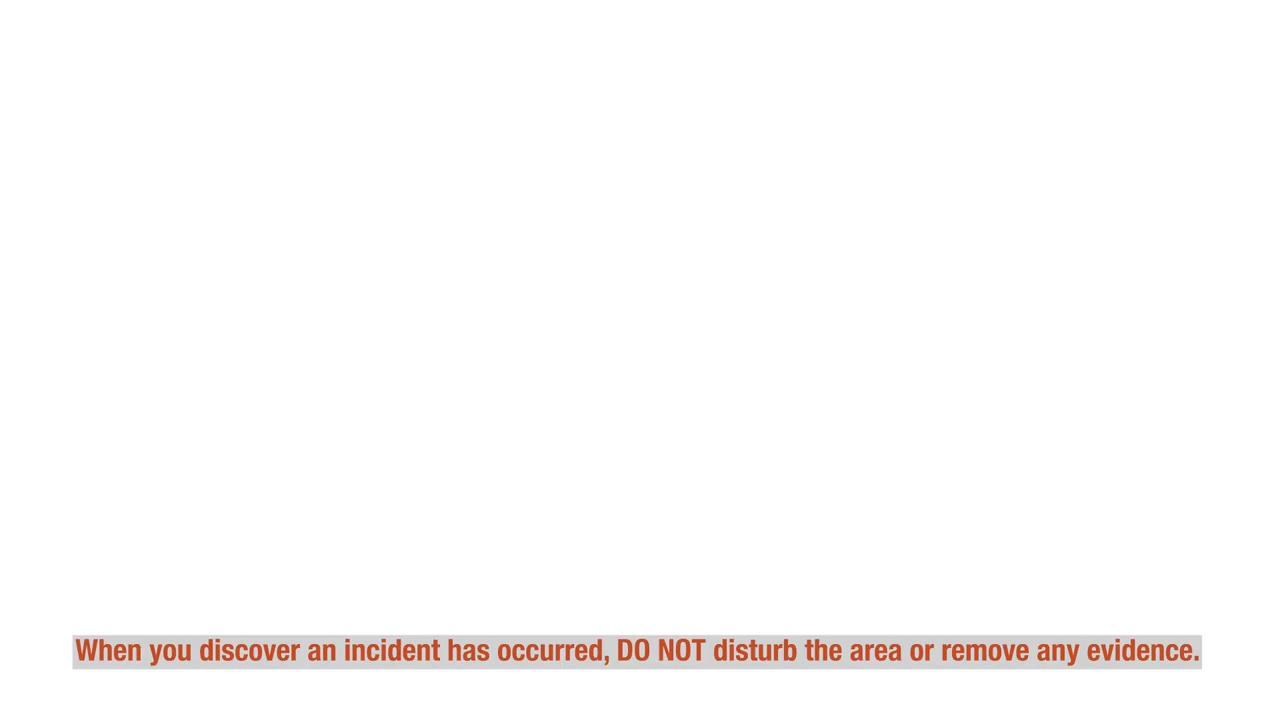 When you discover an incident has occurred, DO NOT disturb the area or remove any evidence.